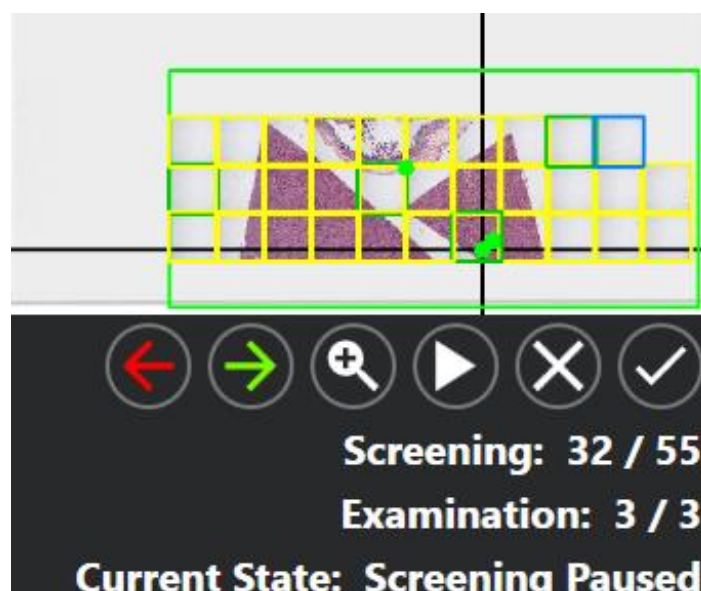 Screening: 32 / 55
Examination: 3 / 3
Current State: Screening Paused